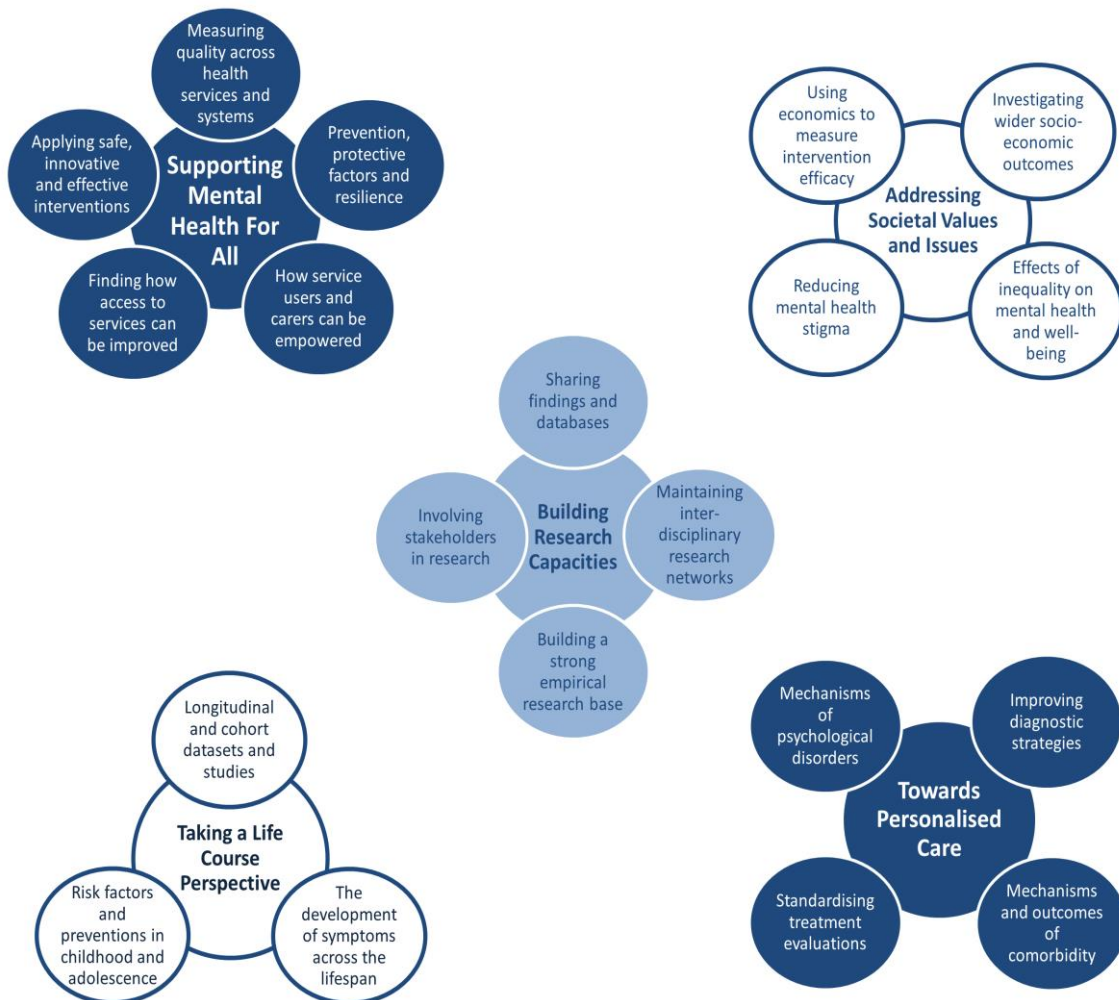 Measuring
quality across
health
services and
systems
Applying safe,
innovative
and effective
interventions
Supporting
Mental
Health For
All
Prevention,
protective
factors and
resilience
Finding how
access to
services can
be improved
How service
users and
carers can be
empowered
Using
economics to
measure
intervention
efficacy
Investigating
wider socio-
economic
outcomes
Addressing
Societal Values
and Issues
Reducing
mental health
stigma
Effects of
inequality on
mental health
and well-
being
Sharing
findings and
databases
Involving
stakeholders
in research
Building
Research
Capacities
Maintaining
inter-
disciplinary
research
networks
Building a
strong
empirical
research base
Longitudinal
and cohort
datasets and
studies
Taking a Life
Course
Perspective
Risk factors
and
preventions in
childhood and
adolescence
The
development
of symptoms
across the
lifespan
Mechanisms
of
psychological
disorders
Improving
diagnostic
strategies
Towards
Personalised
Care
Standardising
treatment
evaluations
Mechanisms
and outcomes
of
comorbidity